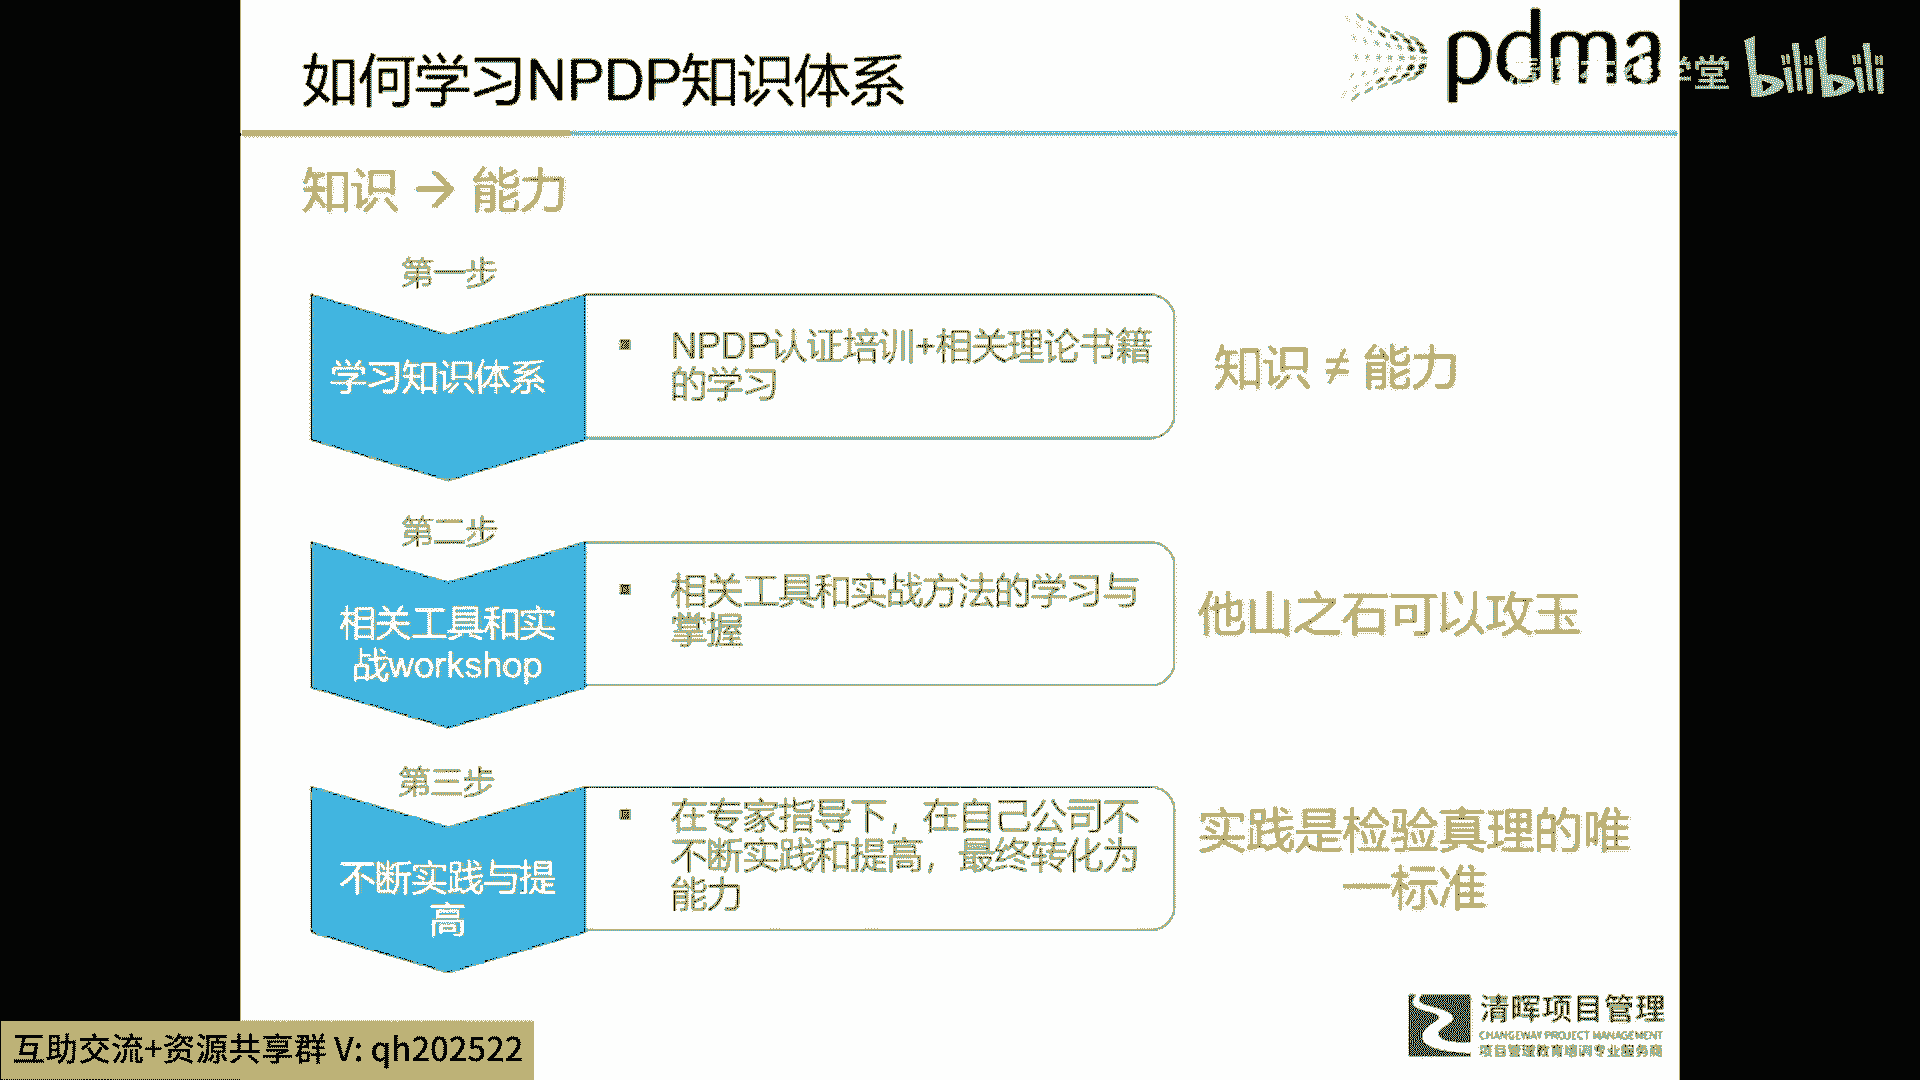 如何学习NPDP知识体系
pdma
学堂 bilibili
知识 → 能力
第一步
学习知识体系
▪ NPDP认证培训+相关理论书籍
的学习
知识 ≠ 能力
第二步
相关工具和实
战workshop
▪ 相关工具和实战方法的学习与
掌握
他山之石可以攻玉
第三步
不断实践与提
高
▪ 在专家指导下，在自己公司不
不断实践和提高，最终转化为
能力
实践是检验真理的唯
一标准
清晖项目管理
CHANGEWAY PROJECT MANAGEMENT
项目管理教育培训专业服务商
互助交流+资源共享群 V: qh202522